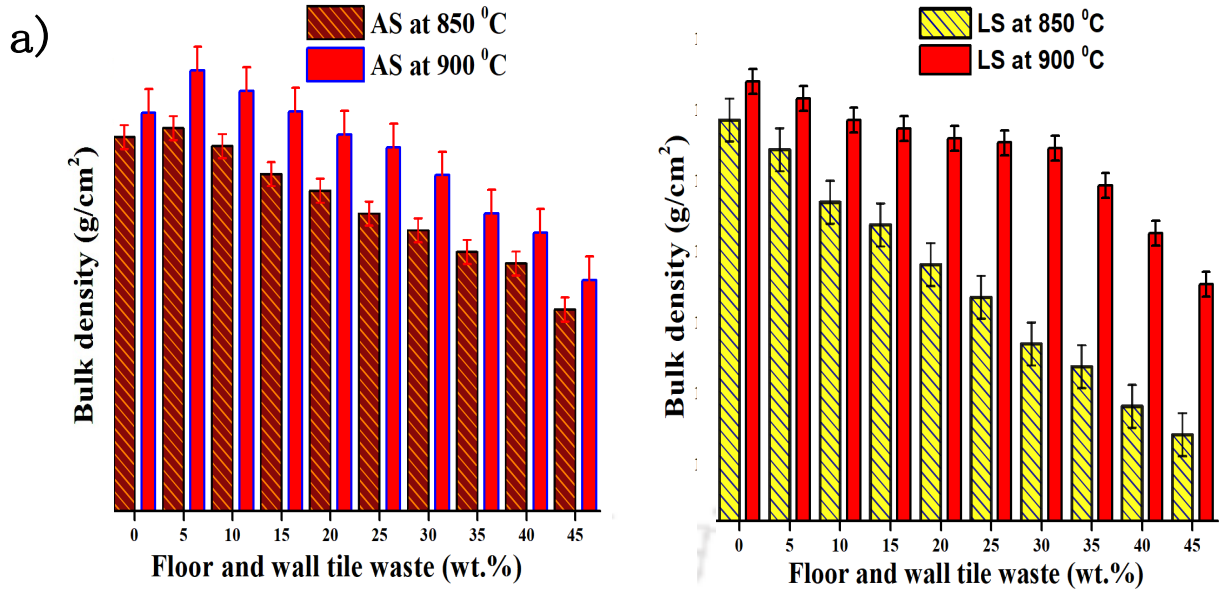 a)
AS at 850 ⁰C
AS at 900 ⁰C
Bulk density (g/cm²)
0 5 10 15 20 25 30 35 40 45
Floor and wall tile waste (wt.%)
LS at 850 ⁰C
LS at 900 ⁰C
Bulk density (g/cm²)
0 5 10 15 20 25 30 35 40 45
Floor and wall tile waste (wt.%)